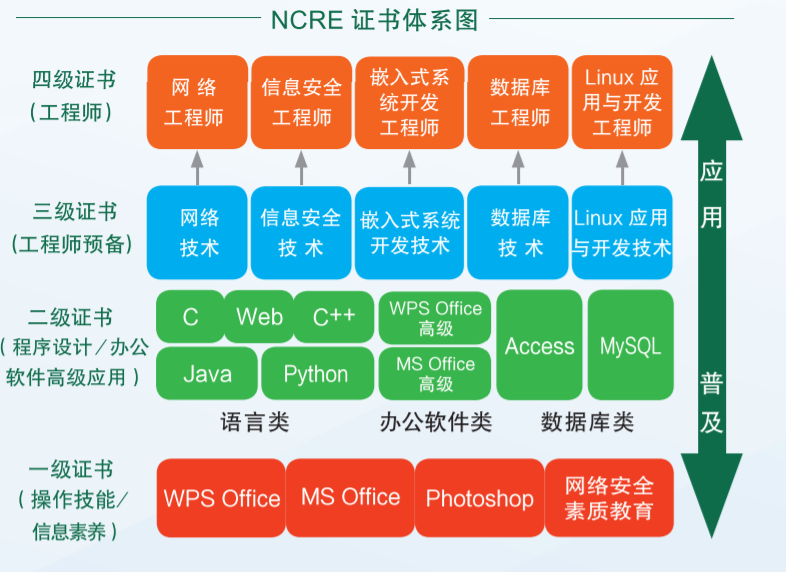 NCRE 证书体系图
四级证书
(工程师)
网 络
工程师
信息安全
工程师
嵌入式系
统开发
工程师
数据库
工程师
Linux 应
用与开发
工程师
三级证书
(工程师预备)
网络
技术
信息安全
技 术
嵌入式系统
开发技术
数据库
技 术
Linux 应用
与开发技术
二级证书
( 程序设计/办公
软件高级应用 )
C
Web
C++
Java
Python
WPS Office
高级
MS Office
高级
Access
MySQL
语言类
办公软件类
数据库类
一级证书
( 操作技能/
信息素养 )
WPS Office
MS Office
Photoshop
网络安全
素质教育
应
用
普
及